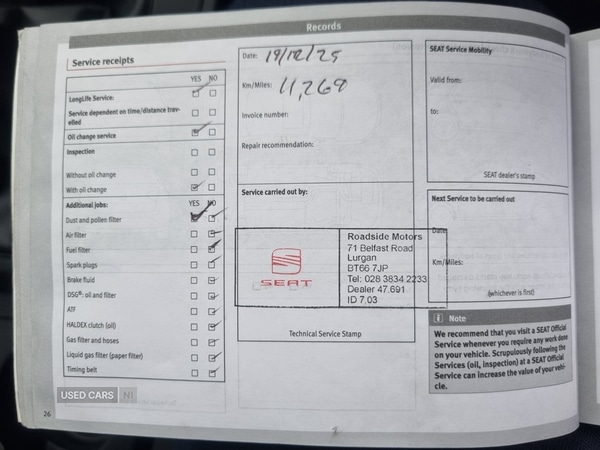 Records
Service receipts
YES NO
LongLife Service:
Service dependent on time/distance trav-
elled
Oil change service
Inspection
Without oil change
With oil change
Additional jobs: YES NO
Dust and pollen filter
Air filter
Fuel filter
Spark plugs
Brake fluid
DSG®: oil and filter
ATF
HALDEX clutch (oil)
Gas filter and hoses
Liquid gas filter (paper filter)
Timing belt
26
Date: 19/12/25
Km/Miles: 11,268
Invoice number:
Repair recommendation:
Service carried out by:
SEAT
Roadside Motors
71 Belfast Road
Lurgan
BT66 7JP
Tel: 028 3834 2233
Dealer 47.691
ID 7.03
Technical Service Stamp
SEAT Service Mobility
Valid from:
to:
SEAT dealer's stamp
Next Service to be carried out
Date:
Km/Miles:
(whichever is first)
Note
We recommend that you visit a SEAT Official
Service whenever you require any work done
on your vehicle. Scrupulously following the
Services (oil, inspection) at a SEAT Official
Service can increase the value of your vehi-
cle.
USED CARS NI